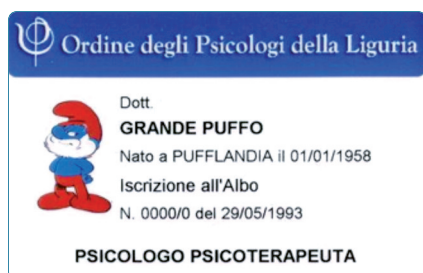 Ordine degli Psicologi della Liguria
Dott.
GRANDE PUFFO
Nato a PUFFLANDIA il 01/01/1958
Iscrizione all'Albo
N. 0000/0 del 29/05/1993
PSICOLOGO PSICOTERAPEUTA